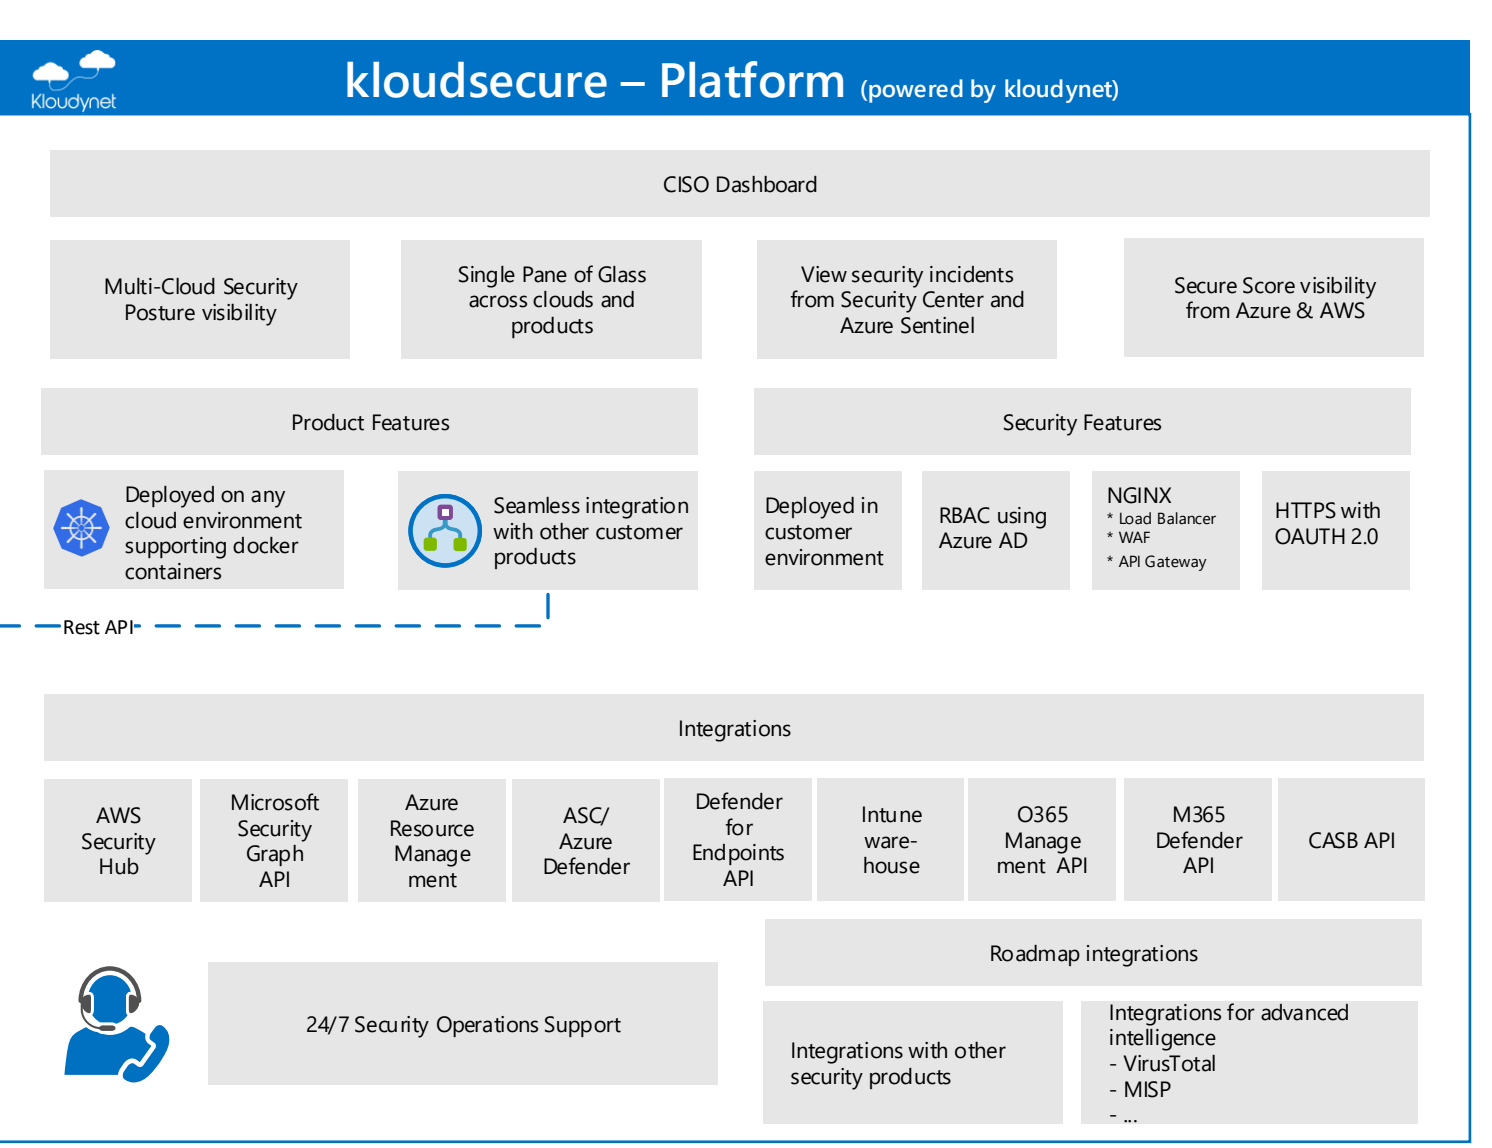 Kloudynet
kloudsecure – Platform (powered by kloudynet)
CISO Dashboard
Multi-Cloud Security
Posture visibility
Single Pane of Glass
across clouds and
products
View security incidents
from Security Center and
Azure Sentinel
Secure Score visibility
from Azure & AWS
Product Features
Security Features
Deployed on any
cloud environment
supporting docker
containers
Seamless integration
with other customer
products
Deployed in
customer
environment
RBAC using
Azure AD
NGINX
* Load Balancer
* WAF
* API Gateway
HTTPS with
OAUTH 2.0
Rest API
Integrations
AWS
Security
Hub
Microsoft
Security
Graph
API
Azure
Resource
Manage
ment
ASC/
Azure
Defender
Defender
for
Endpoints
API
Intune
ware-
house
O365
Manage
ment API
M365
Defender
API
CASB API
Roadmap integrations
24/7 Security Operations Support
Integrations with other
security products
Integrations for advanced
intelligence
- VirusTotal
- MISP
- ...